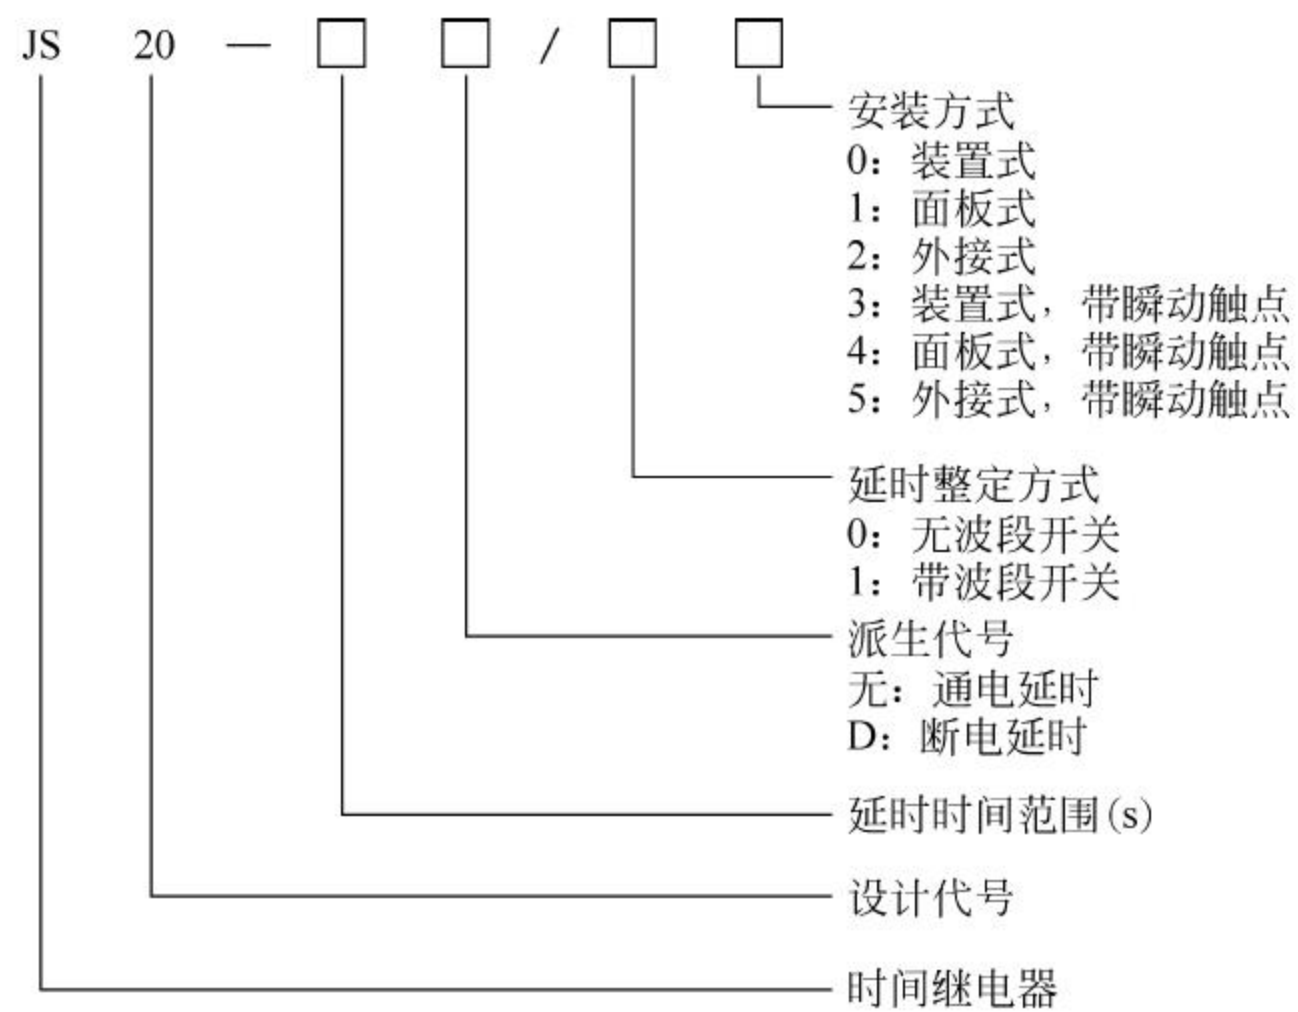 JS 20 — □ □ / □ □
安装方式
0：装置式
1：面板式
2：外接式
3：装置式，带瞬动触点
4：面板式，带瞬动触点
5：外接式，带瞬动触点
延时整定方式
0：无波段开关
1：带波段开关
派生代号
无：通电延时
D：断电延时
延时时间范围(s)
设计代号
时间继电器